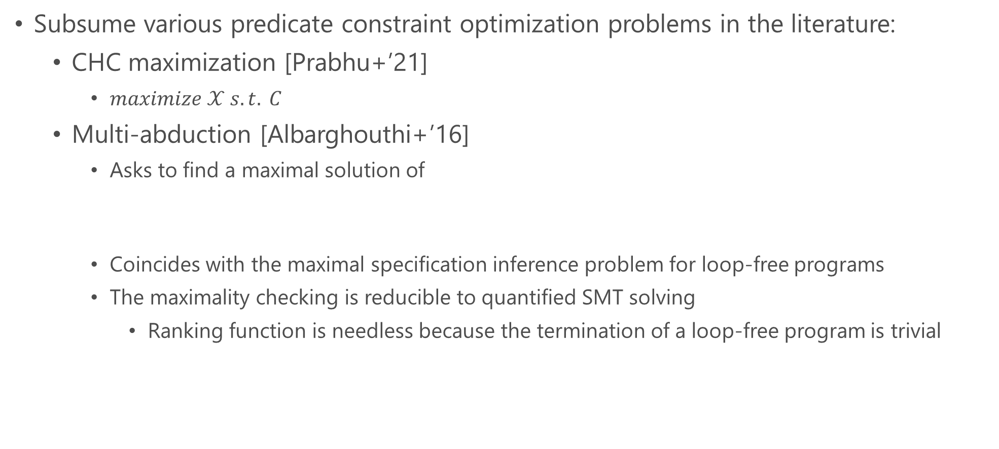 • Subsume various predicate constraint optimization problems in the literature:
• CHC maximization [Prabhu+’21]
• 𝑚𝑎𝑥𝑖𝑚𝑖𝑧𝑒 𝒳 𝑠.𝑡. 𝐶
• Multi-abduction [Albarghouthi+’16]
• Asks to find a maximal solution of
• Coincides with the maximal specification inference problem for loop-free programs
• The maximality checking is reducible to quantified SMT solving
• Ranking function is needless because the termination of a loop-free program is trivial